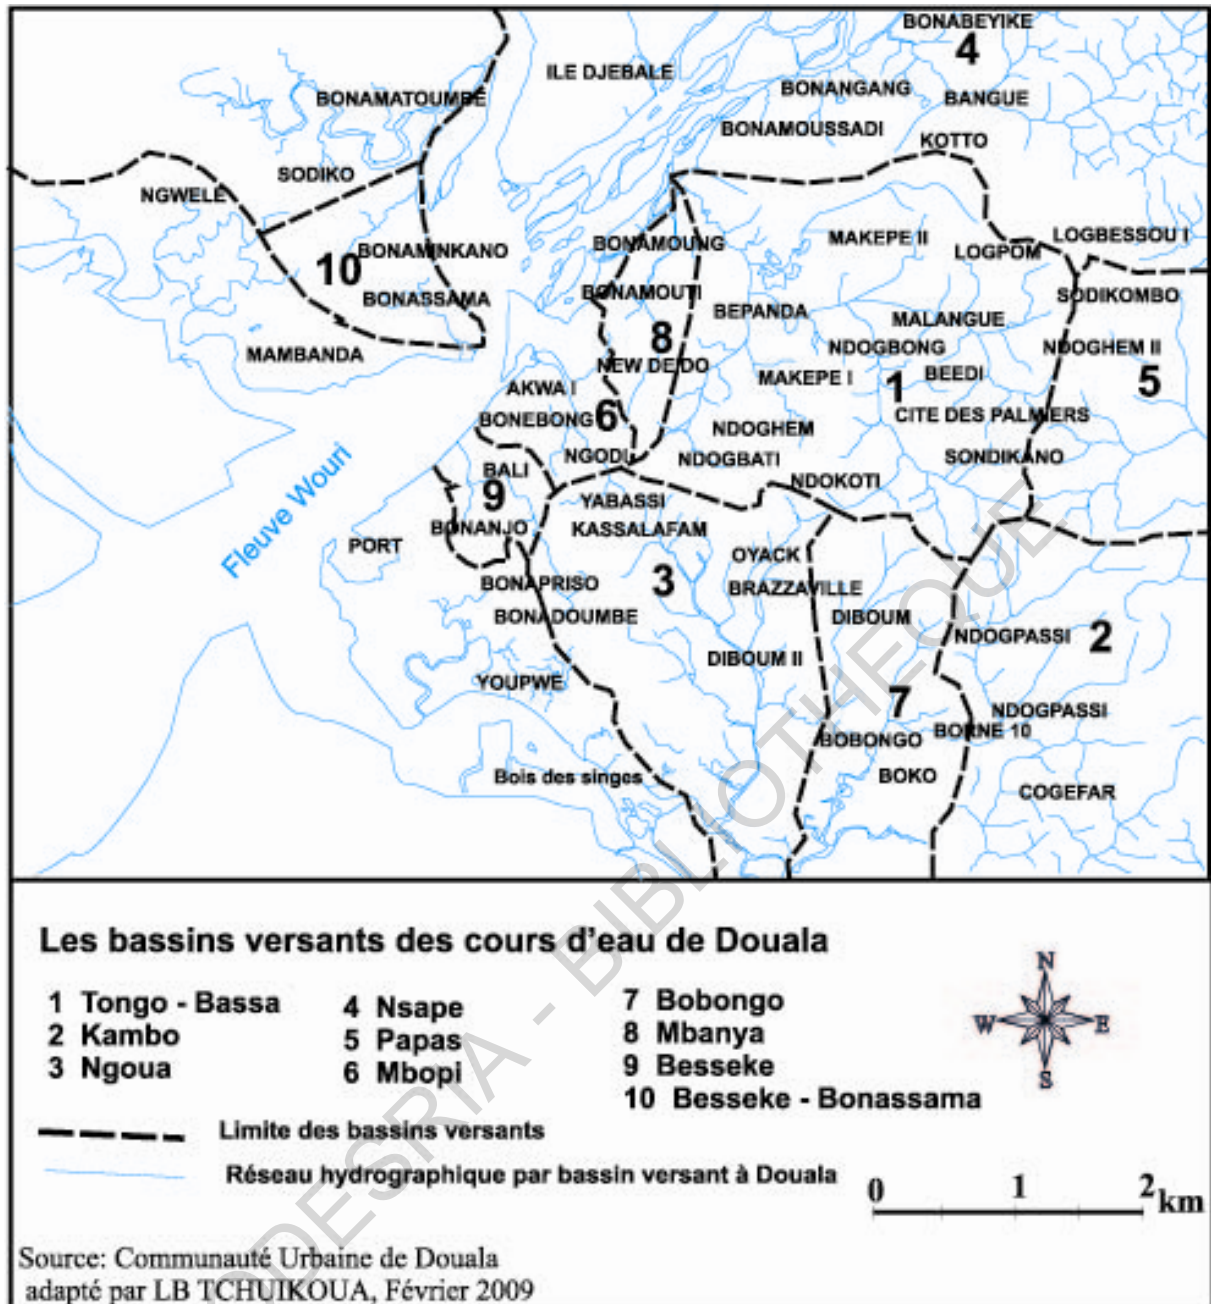 BONABEYIKE
4
ILE DJEBALE
BONANGANG
BANGUE
BONAMATOUMBE
BONAMOUSSADI
KOTTO
SODIKO
NGWELE
BONAMOUNG
MAKEPE II
LOGBESSOU I
LOGPOM
BONAMINKANO
10
BONASSAMA
BONAMOUTI
BEPANDA
SODIKOMBO
MALANGUE
8
MAMBANDA
NDOGBONG
NDOGHEM II
NEW DEIDO
MAKEPE I
1
BEEDI
5
AKWA I
BONEBONG
6
CITE DES PALMIERS
NDOGHEM
NGODI
NDOGBATI
SONDIKANO
BALI
9
NDOKOTI
YABASSI
BONANJO
KASSALAFAM
Fleuve Wouri
PORT
OYACK
BONAPRISO
3
BRAZZAVILLE
BONADOUMBE
DIBOUM
NDOGPASSI
2
DIBOUM II
YOUPWE
7
NDOGPASSI
BORNE 10
BOBONGO
Bois des singes
BOKO
COGEFAR
Les bassins versants des cours d'eau de Douala
1 Tongo - Bassa
2 Kambo
3 Ngoua
4 Nsape
5 Papas
6 Mbopi
7 Bobongo
8 Mbanya
9 Besseke
10 Besseke - Bonassama
N
W
E
S
Limite des bassins versants
Réseau hydrographique par bassin versant à Douala
0 1 2 km
Source: Communauté Urbaine de Douala
adapté par LB TCHUIKOUA, Février 2009
ODESRIA - BIBLIOTHEQUE